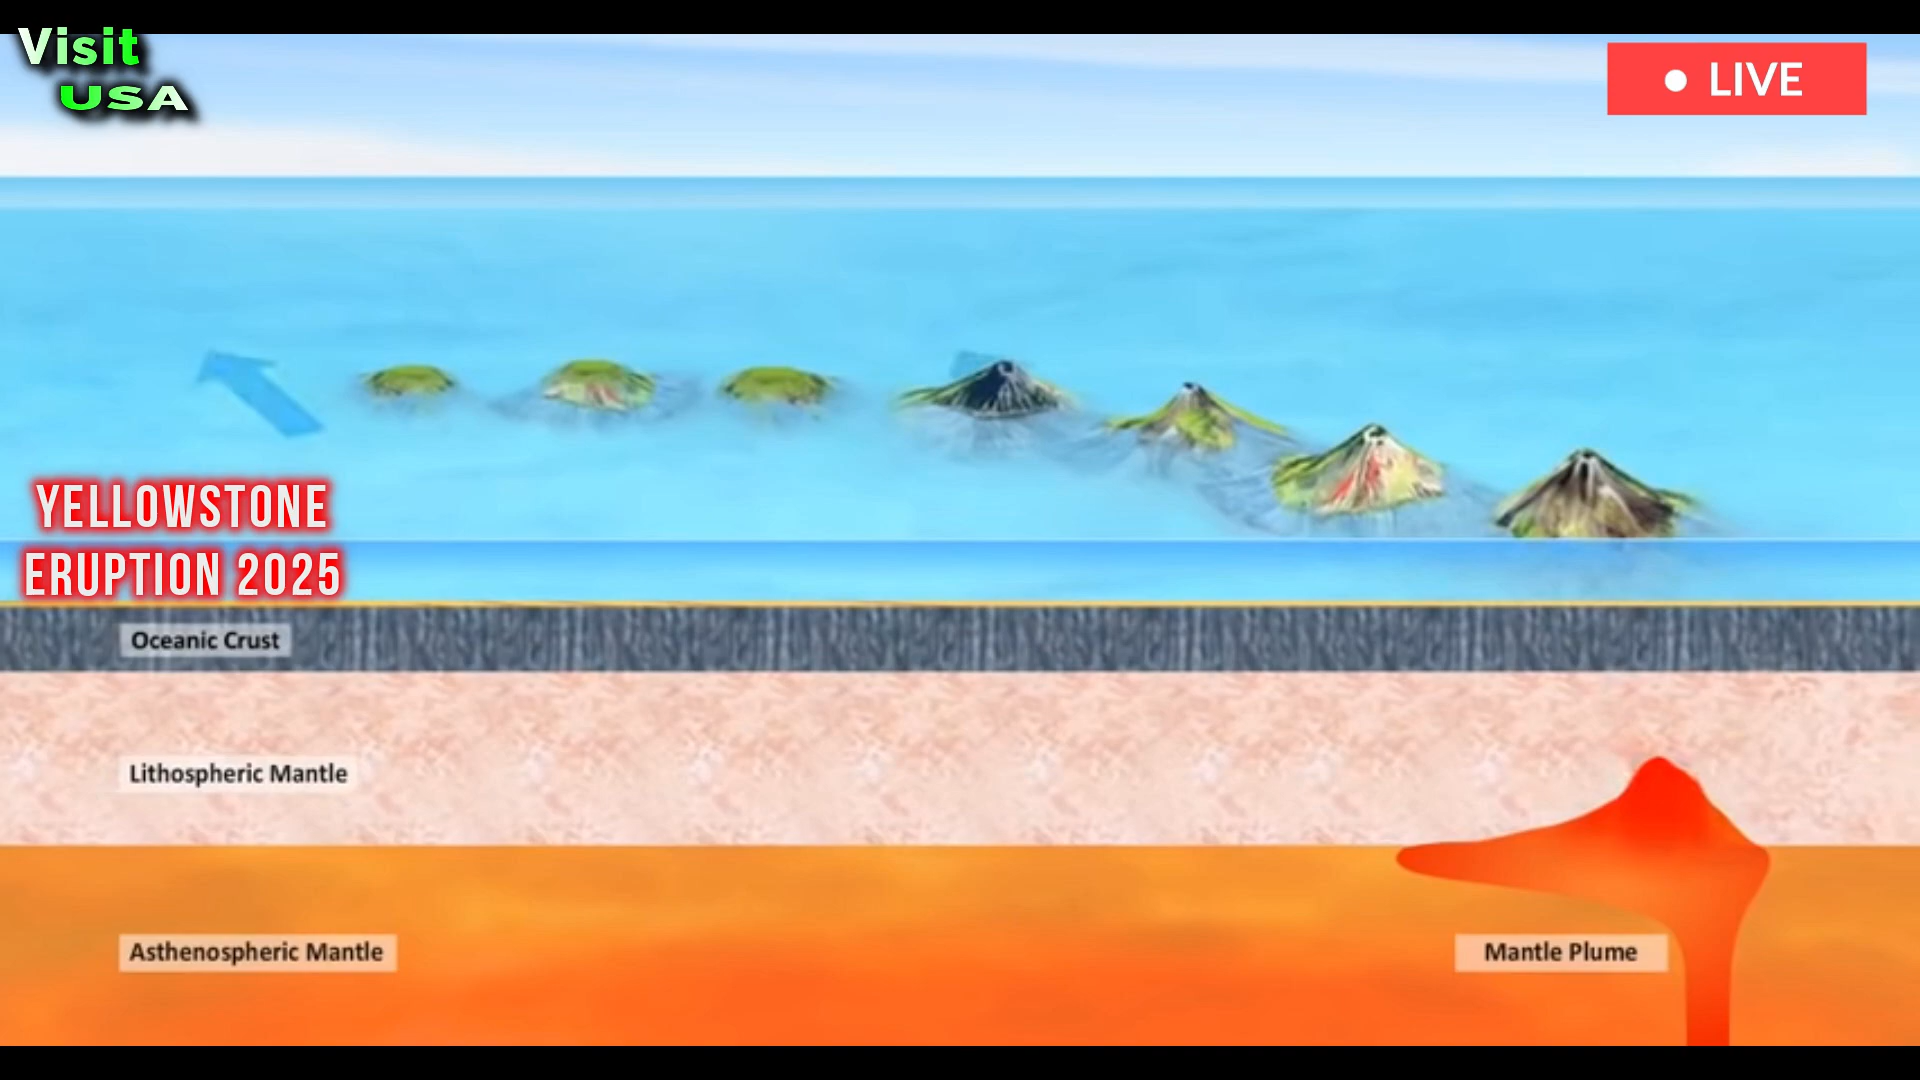 Visit
USA
LIVE
YELLOWSTONE
ERUPTION 2025
Oceanic Crust
Lithospheric Mantle
Asthenospheric Mantle
Mantle Plume